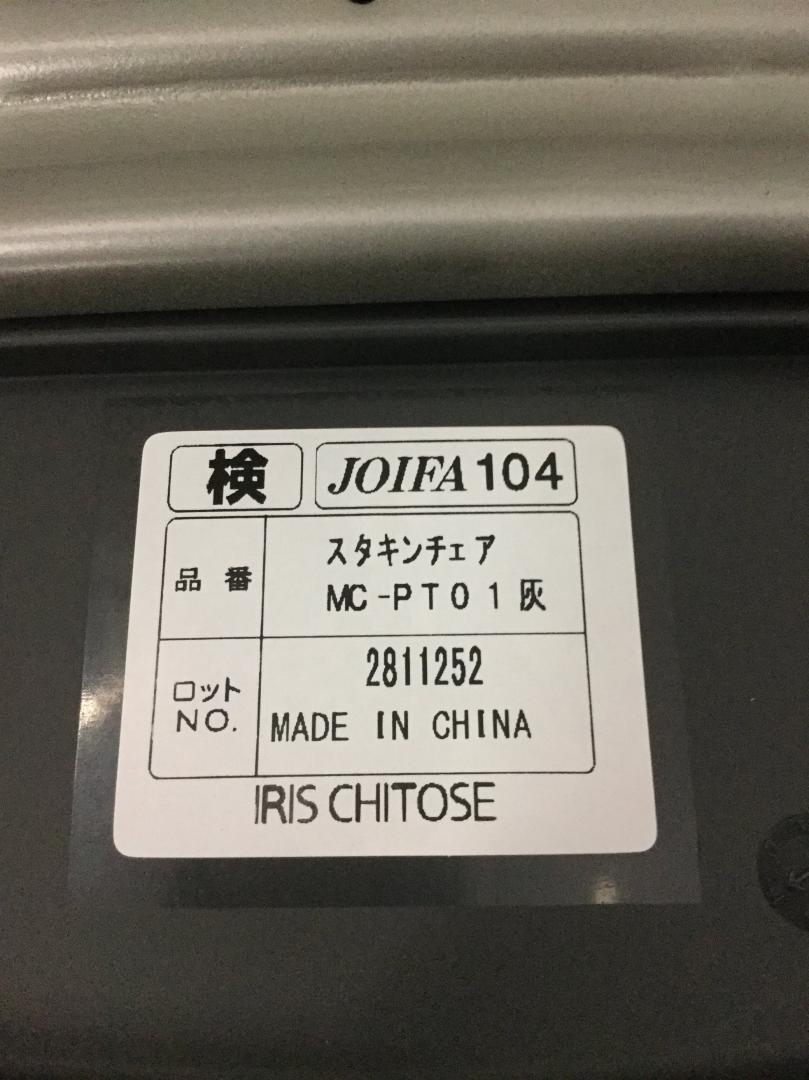 検 JOIFA 104
品番 スタキンチェア
MC-PT01灰
ロット
NO. 2811252
MADE IN CHINA
IRIS CHITOSE